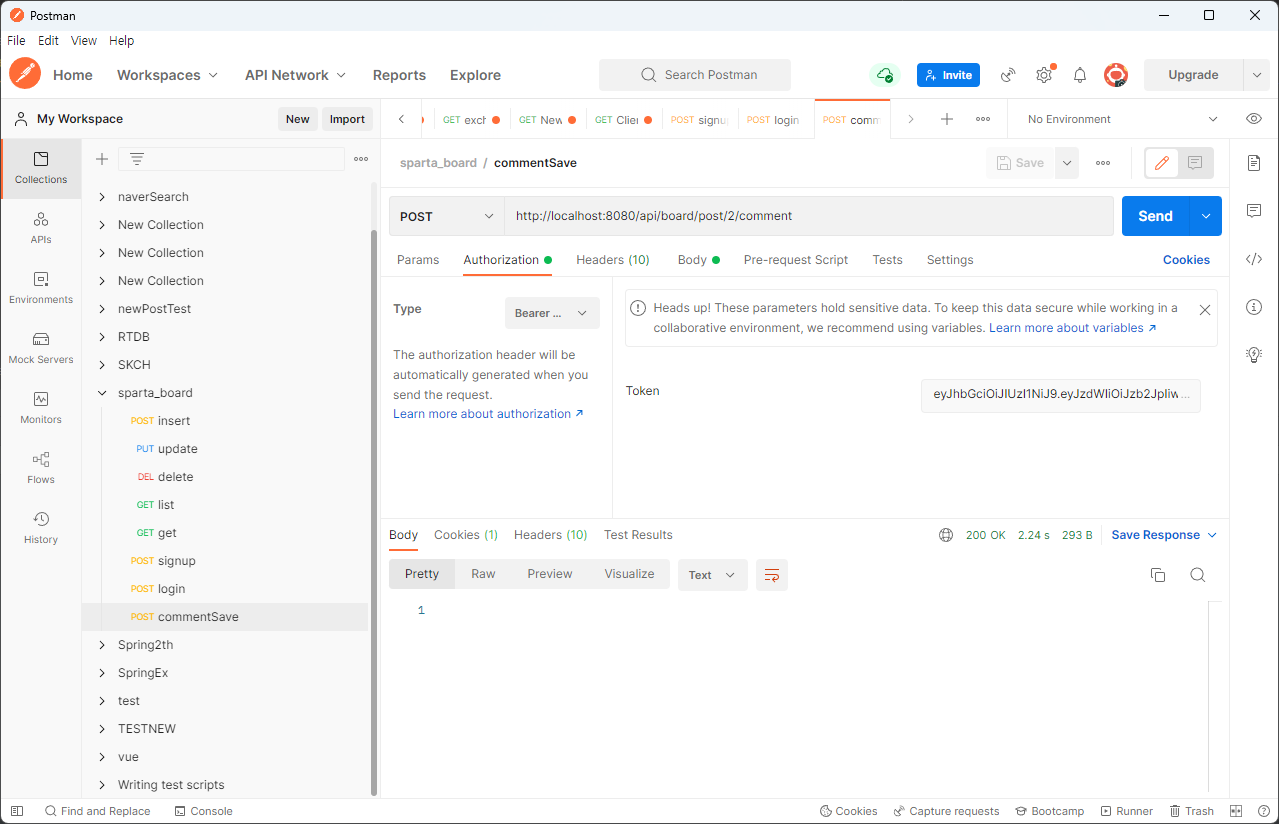 Postman
File Edit View Help
Home Workspaces API Network Reports Explore Search Postman Invite Upgrade
My Workspace New Import
GET exch GET New GET Clier POST signu POST login POST comm No Environment
sparta_board / commentSave Save
Collections
APIs
Environments
Mock Servers
Monitors
Flows
History
naverSearch
New Collection
New Collection
New Collection
newPostTest
RTDB
SKCH
sparta_board
POST insert
PUT update
DEL delete
GET list
GET get
POST signup
POST login
POST commentSave
Spring2th
SpringEx
test
TESTNEW
vue
Writing test scripts
POST http://localhost:8080/api/board/post/2/comment Send
Params Authorization Headers (10) Body Pre-request Script Tests Settings Cookies
Type Bearer ...
The authorization header will be
automatically generated when you
send the request.
Learn more about authorization ↗
Heads up! These parameters hold sensitive data. To keep this data secure while working in a
collaborative environment, we recommend using variables. Learn more about variables ↗
Token eyJhbGciOiJIUzI1NiJ9.eyJzdWIiOiJzb2JpIiw ...
Body Cookies (1) Headers (10) Test Results 200 OK 2.24 s 293 B Save Response
Pretty Raw Preview Visualize Text
1
Find and Replace Console Cookies Capture requests Bootcamp Runner Trash